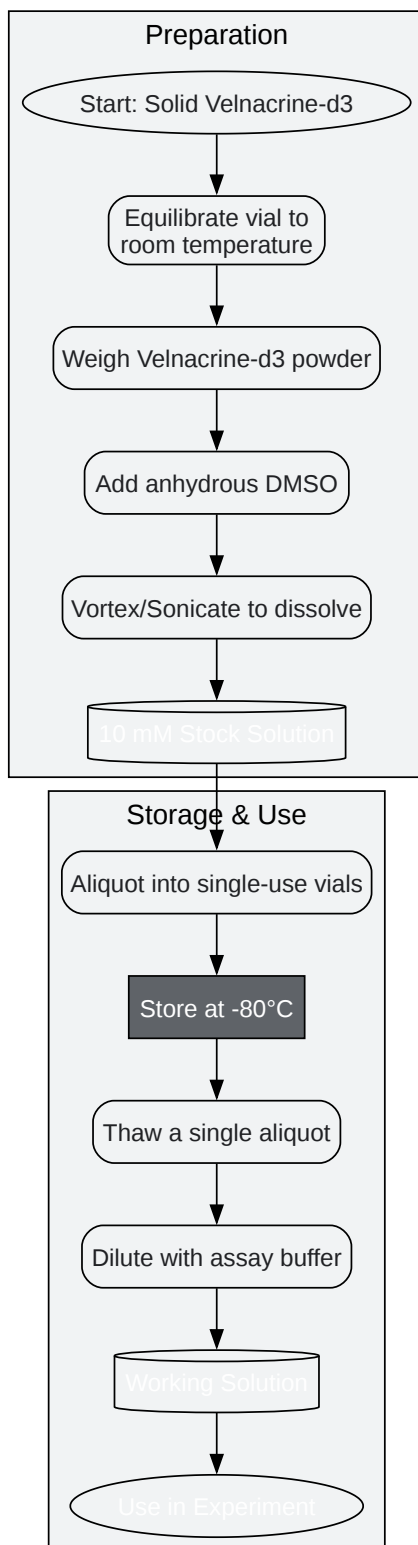 Preparation
Start: Solid Velnacrine-d3
Equilibrate vial to
room temperature
Weigh Velnacrine-d3 powder
Add anhydrous DMSO
Vortex/Sonicate to dissolve
10 mM Stock Solution
Storage & Use
Aliquot into single-use vials
Store at -80°C
Thaw a single aliquot
Dilute with assay buffer
Working Solution
Use in Experiment